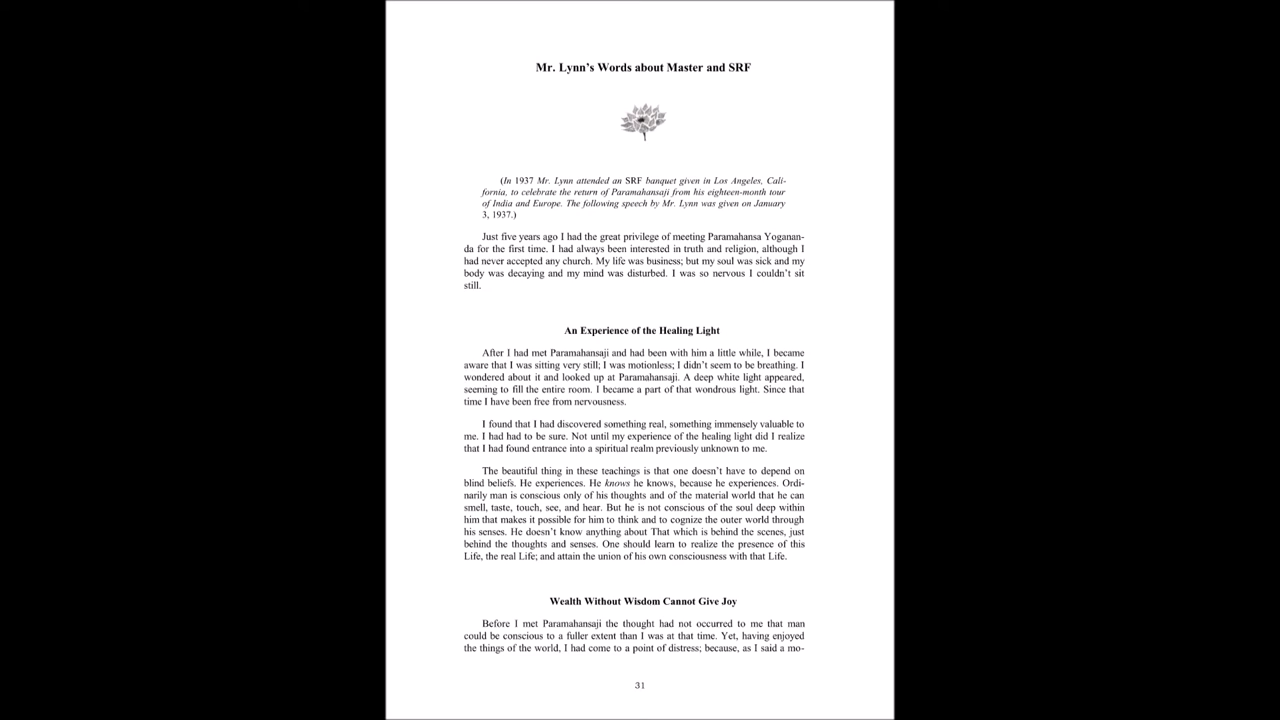 Mr. Lynn's Words about Master and SRF
(In 1937 Mr. Lynn attended an SRF banquet given in Los Angeles, Cali-
fornia, to celebrate the return of Paramahansaji from his eighteen-month tour
of India and Europe. The following speech by Mr. Lynn was given on January
3, 1937.)
Just five years ago I had the great privilege of meeting Paramahansa Yoganan-
da for the first time. I had always been interested in truth and religion, although I
had never accepted any church. My life was business; but my soul was sick and my
body was decaying and my mind was disturbed. I was so nervous I couldn't sit
still.
An Experience of the Healing Light
After I had met Paramahansaji and had been with him a little while, I became
aware that I was sitting very still; I was motionless; I didn't seem to be breathing. I
wondered about it and looked up at Paramahansaji. A deep white light appeared,
seeming to fill the entire room. I became a part of that wondrous light. Since that
time I have been free from nervousness.
I found that I had discovered something real, something immensely valuable to
me. I had had to be sure. Not until my experience of the healing light did I realize
that I had found entrance into a spiritual realm previously unknown to me.
The beautiful thing in these teachings is that one doesn't have to depend on
blind beliefs. He experiences. He knows he knows, because he experiences. Ordi-
narily man is conscious only of his thoughts and of the material world that he can
smell, taste, touch, see, and hear. But he is not conscious of the soul deep within
him that makes it possible for him to think and to cognize the outer world through
his senses. He doesn't know anything about That which is behind the scenes, just
behind the thoughts and senses. One should learn to realize the presence of this
Life, the real Life; and attain the union of his own consciousness with that Life.
Wealth Without Wisdom Cannot Give Joy
Before I met Paramahansaji the thought had not occurred to me that man
could be conscious to a fuller extent than I was at that time. Yet, having enjoyed
the things of the world, I had come to a point of distress; because, as I said a mo-
31